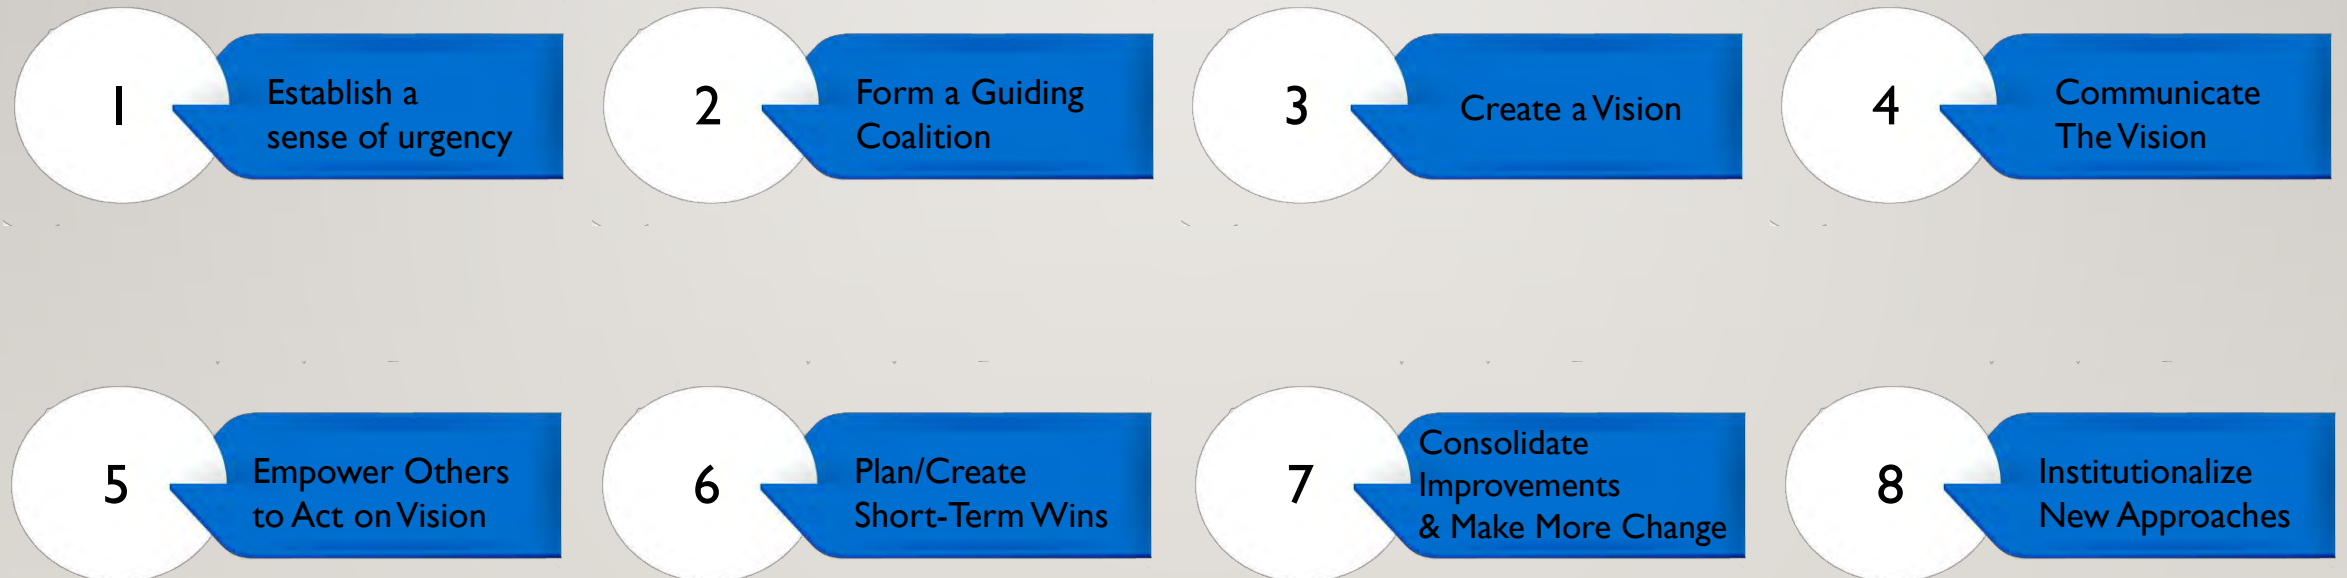 1
Establish a
sense of urgency
2
Form a Guiding
Coalition
3
Create a Vision
4
Communicate
The Vision
5
Empower Others
to Act on Vision
6
Plan/Create
Short-Term Wins
7
Consolidate
Improvements
& Make More Change
8
Institutionalize
New Approaches